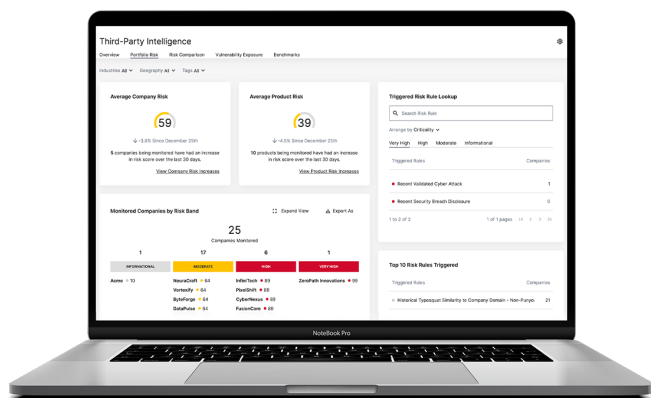 Third-Party Intelligence
Overview Portfolio Risk Risk Comparison Vulnerability Exposure Benchmarks
Industries All Geography All Tags All
Average Company Risk
59
-3.8% Since December 25th
5 companies being monitored have had an increase
in risk score over the last 30 days.
View Company Risk Increases
Average Product Risk
39
-4.5% Since December 25th
10 products being monitored have had an increase
in risk score over the last 30 days.
View Product Risk Increases
Triggered Risk Rule Lookup
Search Risk Rule
Arrange by Criticality
Very High High Moderate Informational
Triggered Rules Companies
Recent Validated Cyber Attack 1
Recent Security Breach Disclosure 0
1 to 2 of 2 1 of 1 pages
Monitored Companies by Risk Band Expend View Export As
25
Companies Monitored
1 17 6 1
INFORMATIONAL MODERATE HIGH VERY HIGH
Acme 10 NeuraCraft 64 InfiniTech 89 ZeroPath Innovations 99
Vortexify 64 PixelShift 89
ByteForge 64 CyberNexus 89
DataPulse 64 FusionCore 89
Top 10 Risk Rules Triggered
Triggered Rules Companies
Historical Typosquat Similarity to Company Domain - Non-Punyco 21
NoteBook Pro